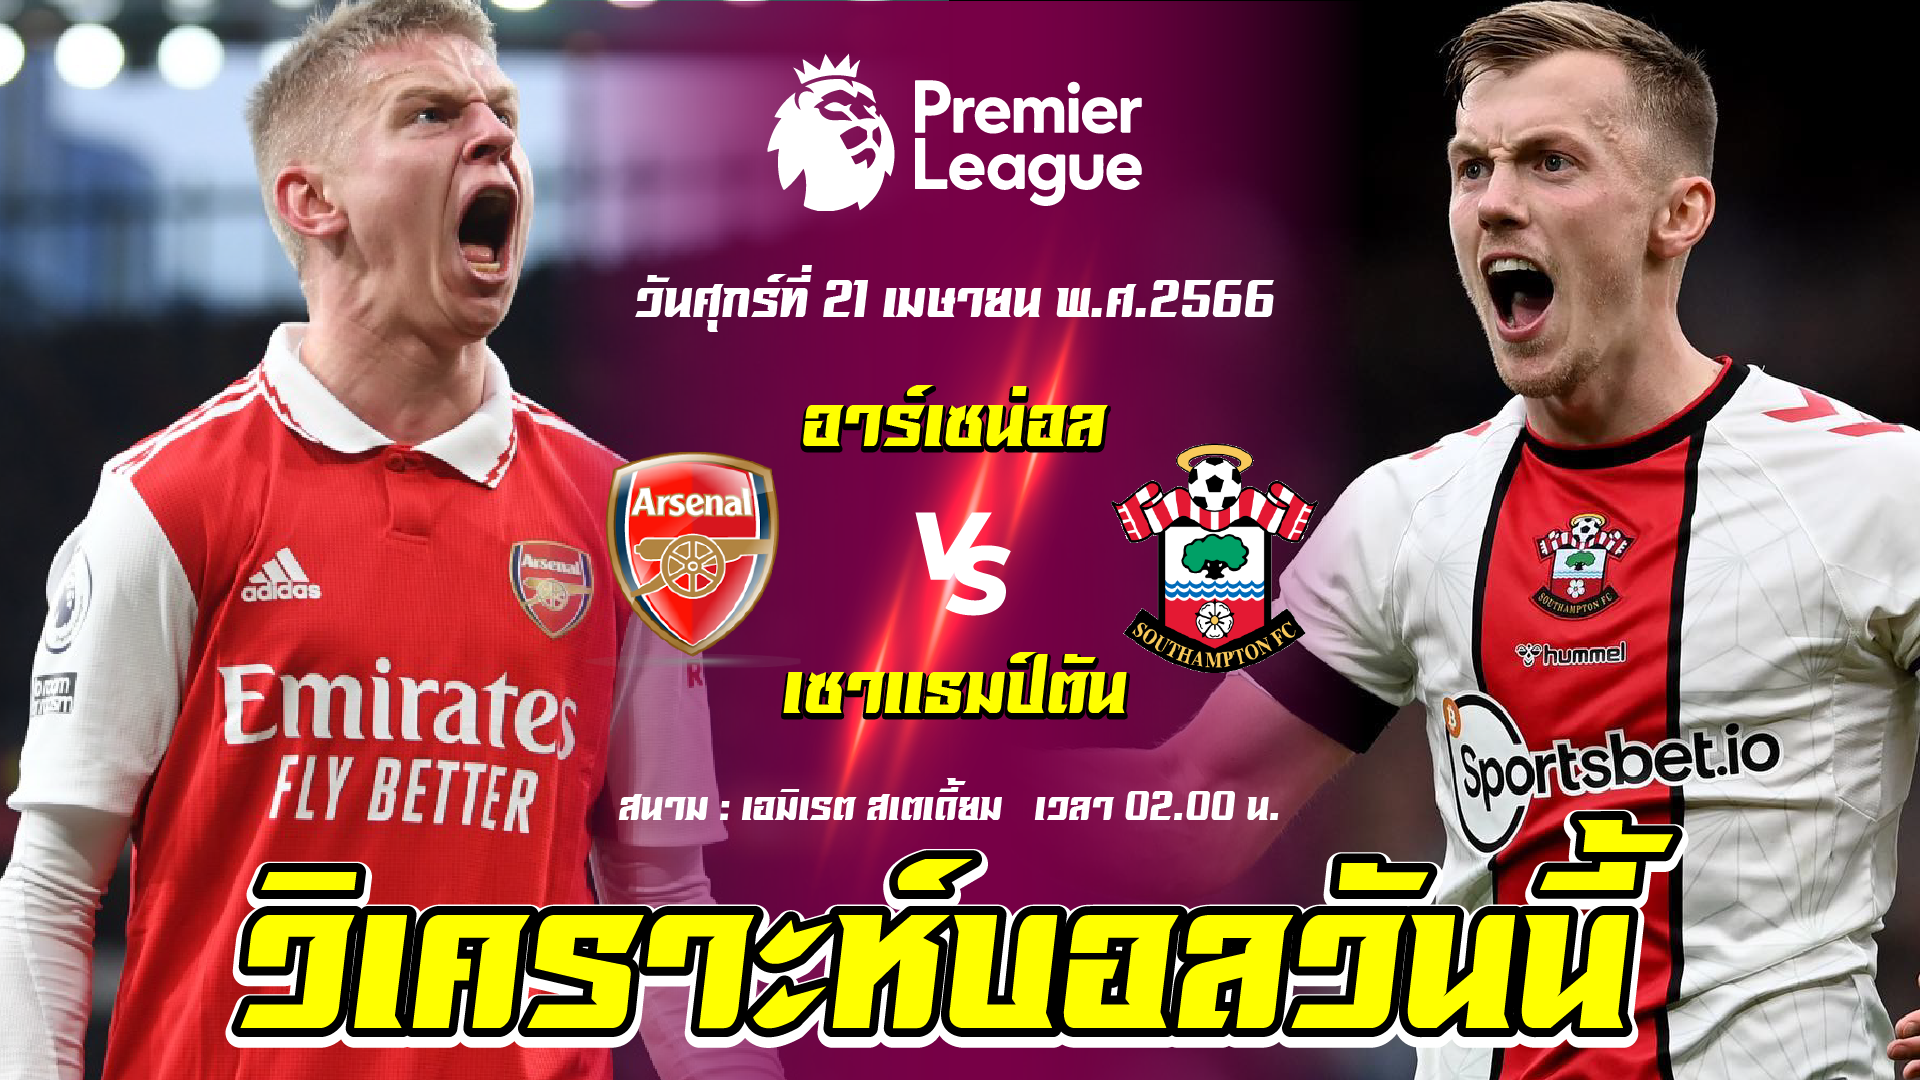 Premier
League
วันศุกร์ที่ 21 เมษายน พ.ศ.2566
อาร์เซน่อล
Arsenal
VS
SOUTHAMPTON FC
เซาแธมป์ตัน
สนาม : เอมิเรต สเตเดี้ยม เวลา 02.00 น.
วิเคราะห์บอลวันนี้
adidas
Arsenal
Emirates
FLY BETTER
SOUTHAMPTON FC
hummel
Sportsbet.io